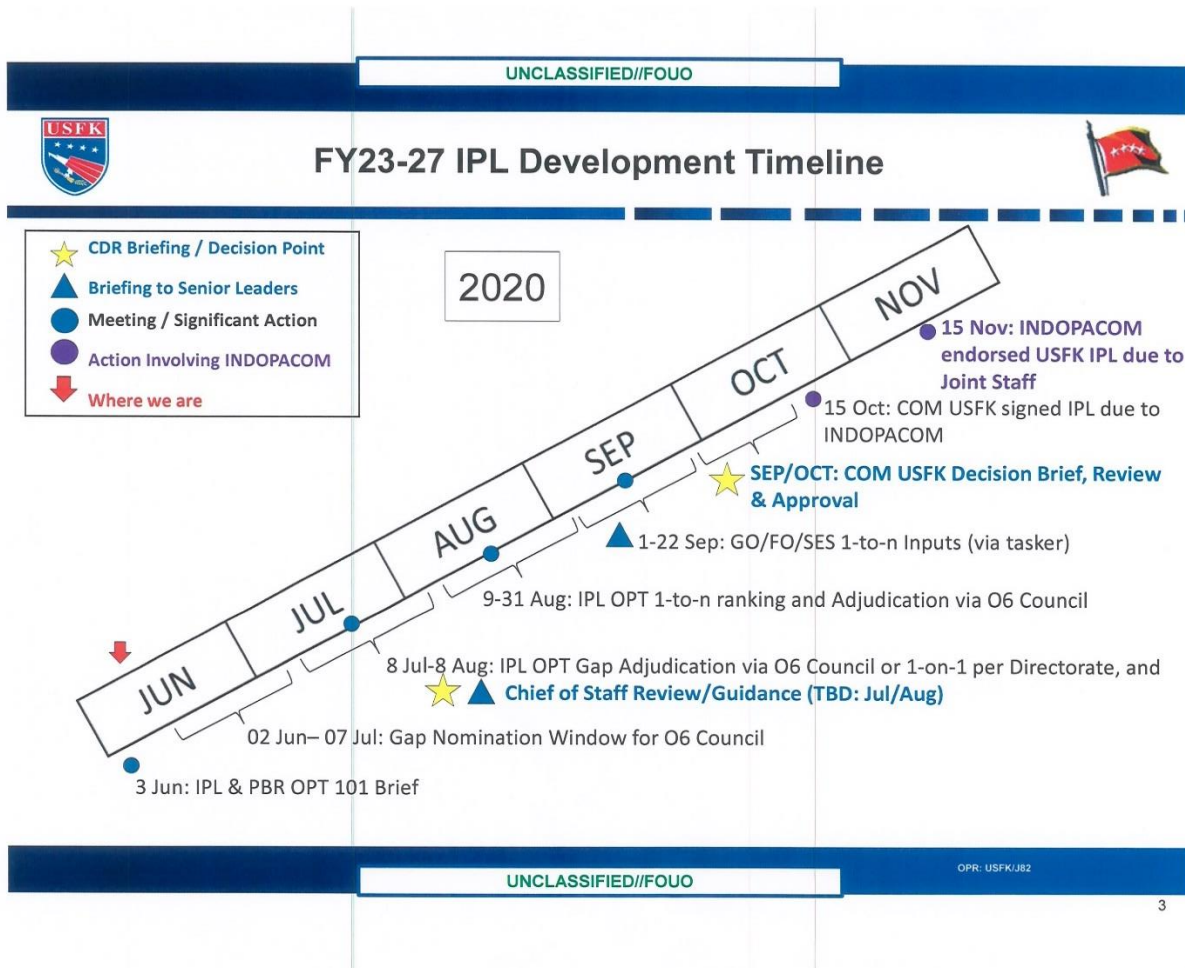 UNCLASSIFIED//FOUO
USFK
FY23-27 IPL Development Timeline
CDR Briefing / Decision Point
Briefing to Senior Leaders
Meeting / Significant Action
Action Involving INDOPACOM
Where we are
2020
JUN
JUL
AUG
SEP
OCT
NOV
15 Nov: INDOPACOM
endorsed USFK IPL due to
Joint Staff
15 Oct: COM USFK signed IPL due to
INDOPACOM
SEP/OCT: COM USFK Decision Brief, Review
& Approval
1-22 Sep: GO/FO/SES 1-to-n Inputs (via tasker)
9-31 Aug: IPL OPT 1-to-n ranking and Adjudication via O6 Council
8 Jul-8 Aug: IPL OPT Gap Adjudication via O6 Council or 1-on-1 per Directorate, and
Chief of Staff Review/Guidance (TBD: Jul/Aug)
02 Jun– 07 Jul: Gap Nomination Window for O6 Council
3 Jun: IPL & PBR OPT 101 Brief
OPR: USFK/J82
UNCLASSIFIED//FOUO
3